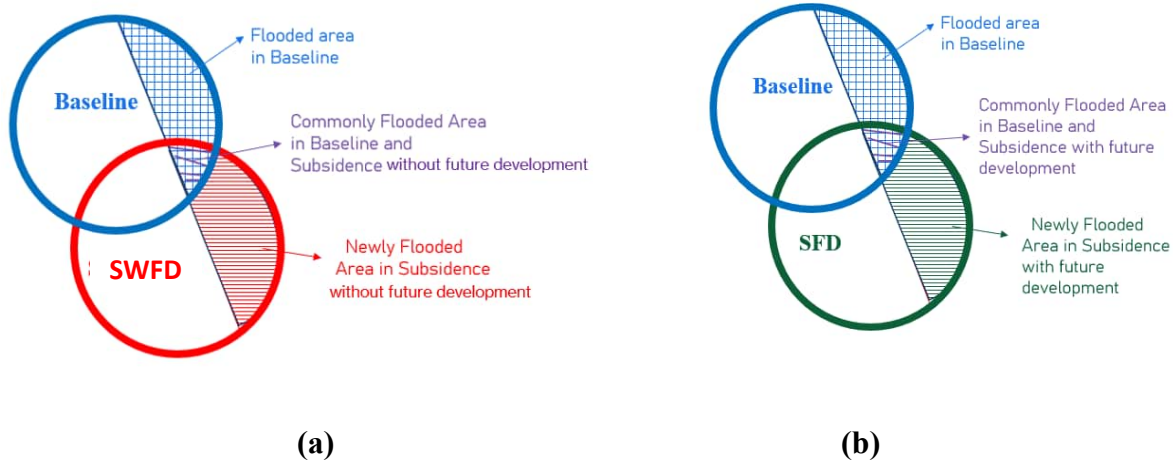 Flooded area
in Baseline
Baseline
Commonly Flooded Area
in Baseline and
Subsidence without future development
SWFD
Newly Flooded
Area in Subsidence
without future development
(a)
Flooded area
in Baseline
Baseline
Commonly Flooded Area
in Baseline and
Subsidence with future
development
SFD
Newly Flooded
Area in Subsidence
with future
development
(b)